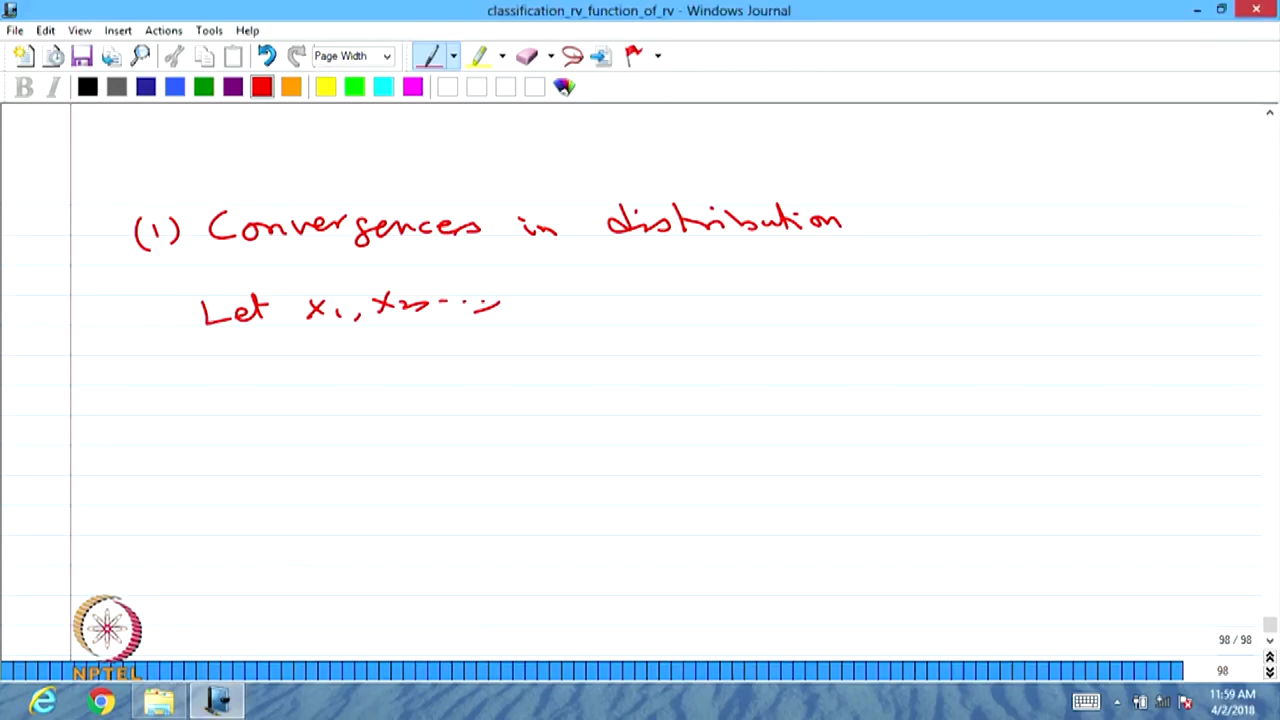 classification_rv_function_of_rv - Windows Journal
File Edit View Insert Actions Tools Help
Page Width
B I
(1) Convergences in distribution
Let X1, X2, ...,
98 / 98
NPTEL
98
11:59 AM
4/2/2018